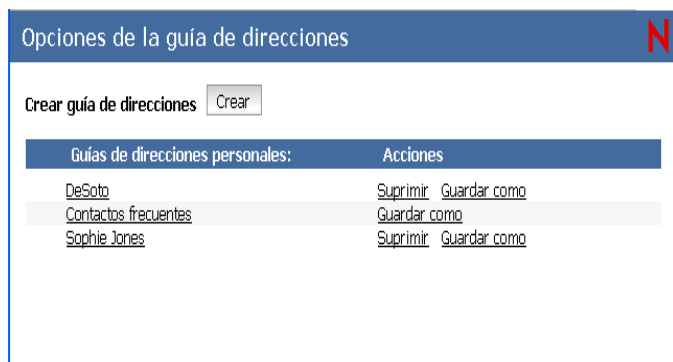 Opciones de la guía de direcciones N
Crear guía de direcciones Crear
Guías de direcciones personales: Acciones
DeSoto Suprimir Guardar como
Contactos frecuentes Guardar como
Sophie Jones Suprimir Guardar como